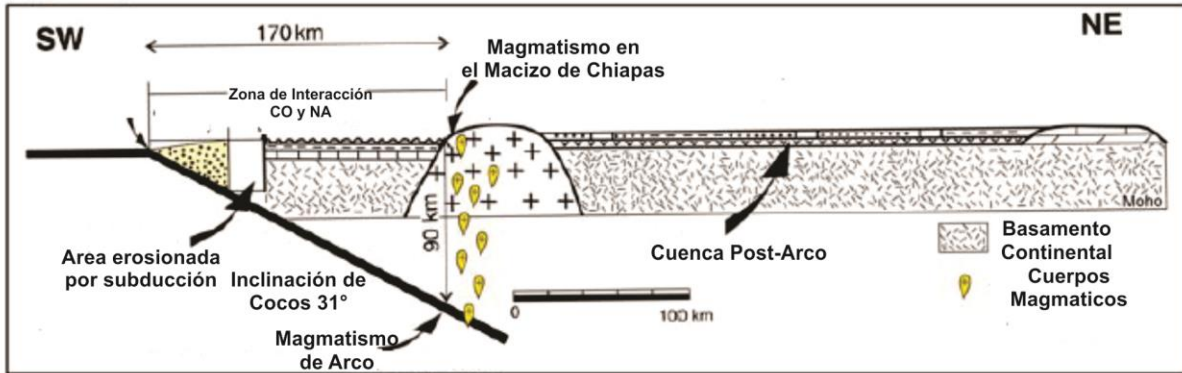 SW
NE
170 km
Magmatismo en
el Macizo de Chiapas
Zona de Interacción
CO y NA
90 km
Moho
Area erosionada
por subducción
Inclinación de
Cocos 31°
Cuenca Post-Arco
Basamento
Continental
Cuerpos
Magmaticos
0
100 km
Magmatismo
de Arco